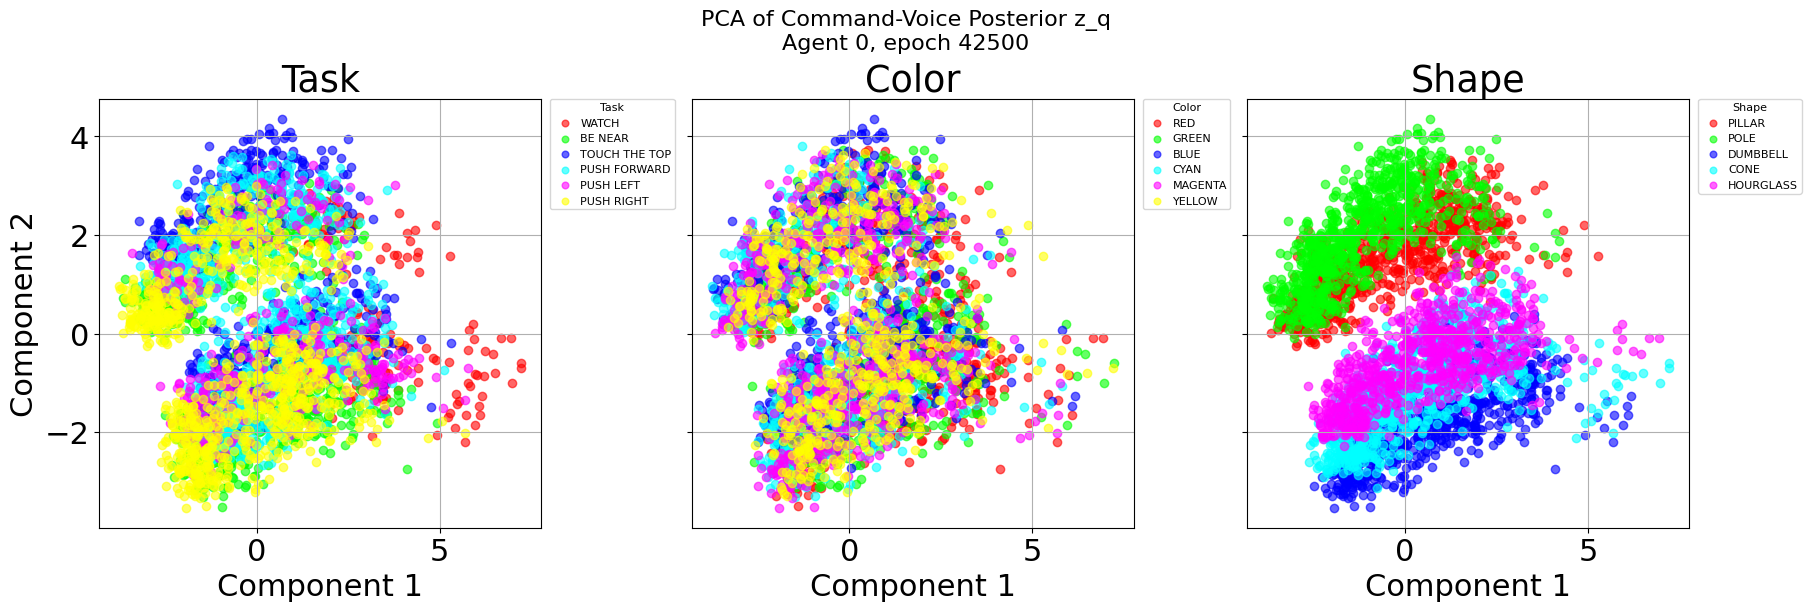 PCA of Command-Voice Posterior z_q
Agent 0, epoch 42500
Task
Component 2
4
2
0
−2
0
5
Component 1
Task
WATCH
BE NEAR
TOUCH THE TOP
PUSH FORWARD
PUSH LEFT
PUSH RIGHT
Color
0
5
Component 1
Color
RED
GREEN
BLUE
CYAN
MAGENTA
YELLOW
Shape
0
5
Component 1
Shape
PILLAR
POLE
DUMBBELL
CONE
HOURGLASS